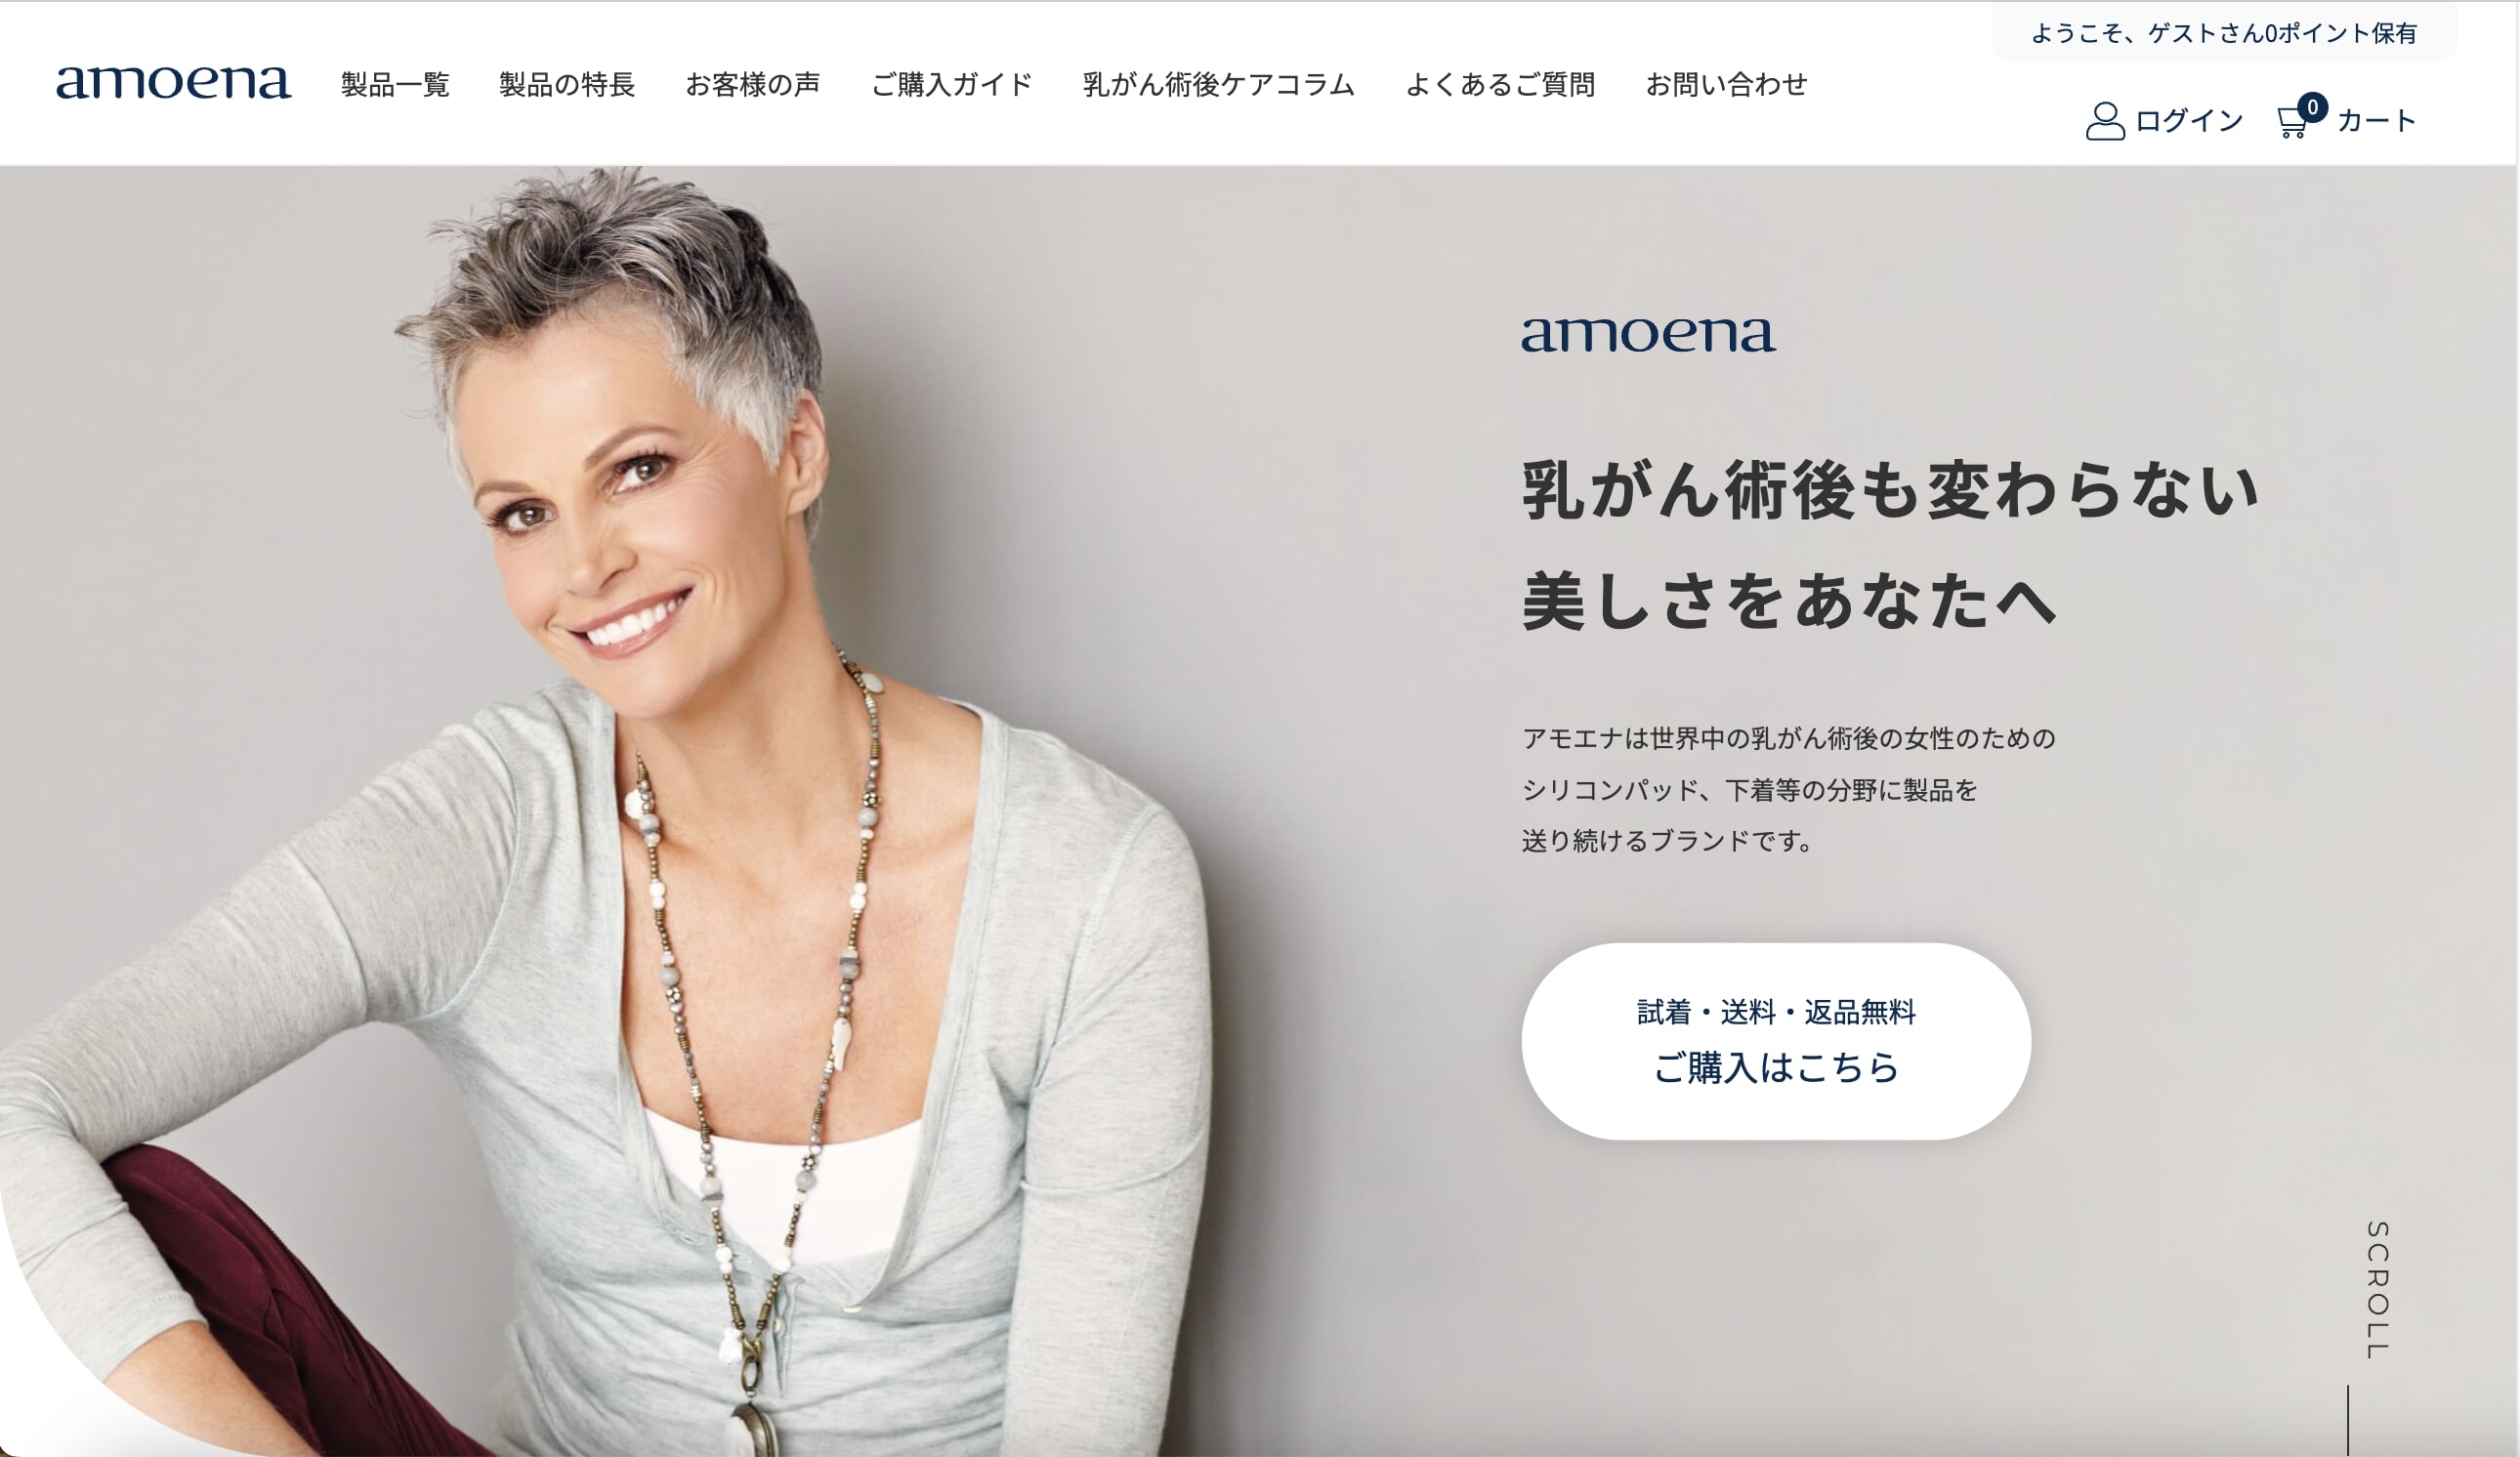 ようこそ、ゲストさん0ポイント保有
amoena
製品一覧
製品の特長
お客様の声
ご購入ガイド
乳がん術後ケアコラム
よくあるご質問
お問い合わせ
ログイン
0
カート
amoena
乳がん術後も変わらない
美しさをあなたへ
アモエナは世界中の乳がん術後の女性のための
シリコンパッド、下着等の分野に製品を
送り続けるブランドです。
試着・送料・返品無料
ご購入はこちら
SCROLL